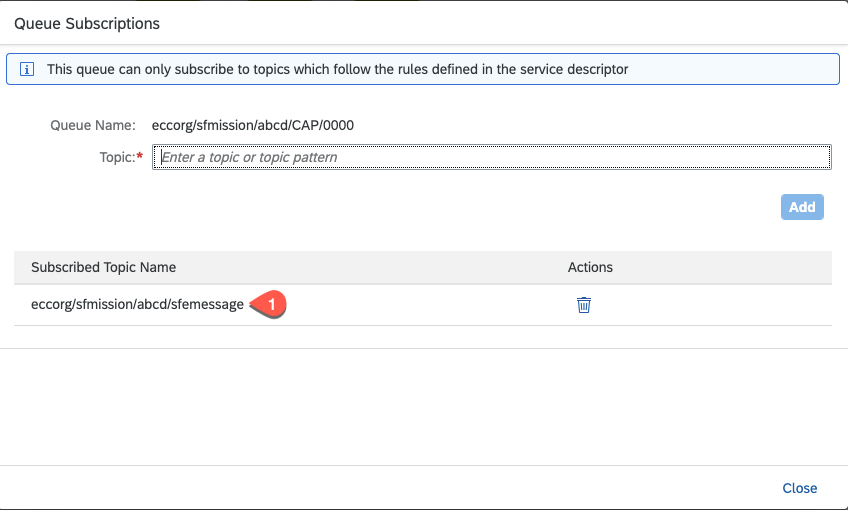 Queue Subscriptions
This queue can only subscribe to topics which follow the rules defined in the service descriptor
Queue Name: eccorg/sfmission/abcd/CAP/0000
Topic:* Enter a topic or topic pattern
Add
Subscribed Topic Name Actions
eccorg/sfmission/abcd/sfemessage 1
Close